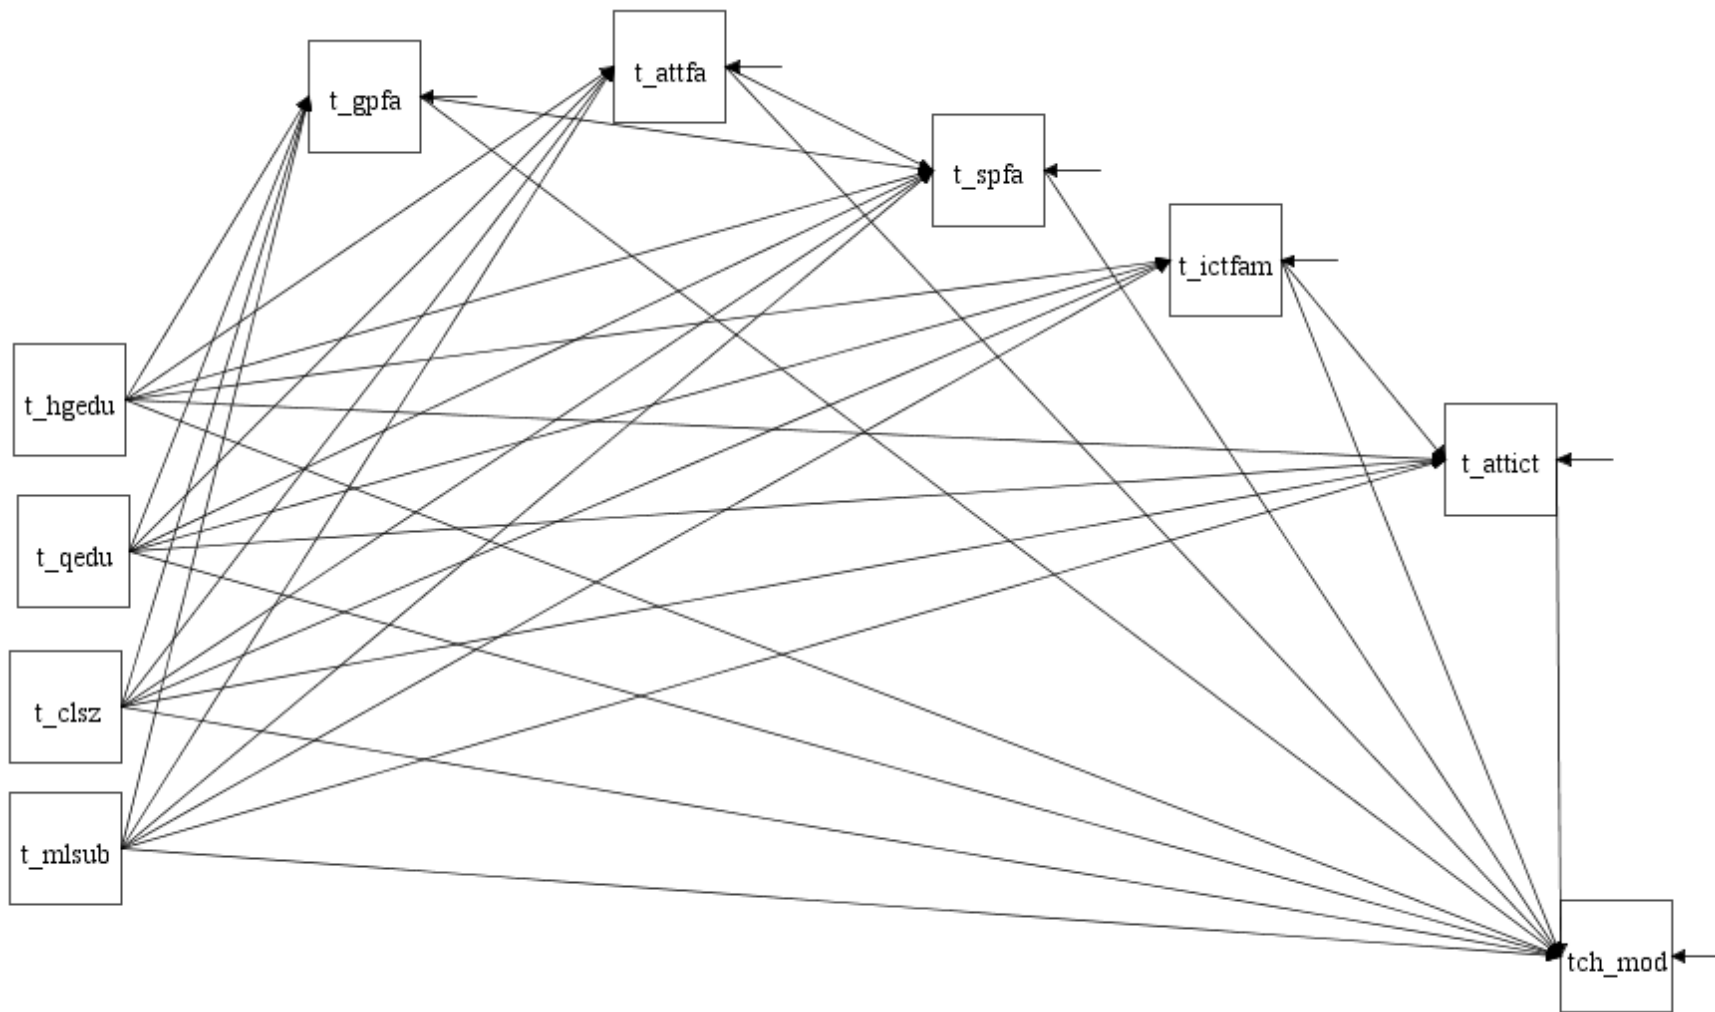 t_attfa
t_gpfa
t_spfa
t_ictfam
t_hgedu
t_attict
t_qedu
t_clsz
t_mlsub
tch_mod